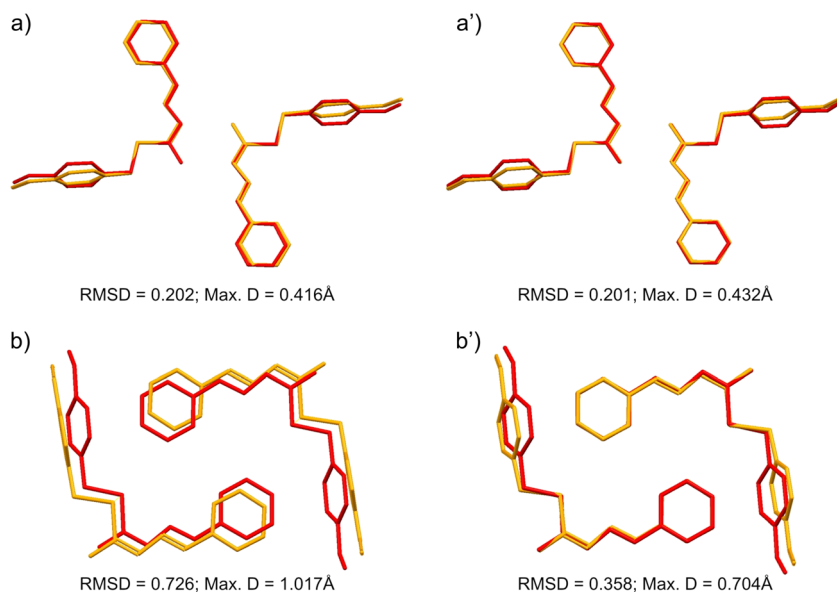 a)
a')
RMSD = 0.202; Max. D = 0.416Å
RMSD = 0.201; Max. D = 0.432Å
b)
b')
RMSD = 0.726; Max. D = 1.017Å
RMSD = 0.358; Max. D = 0.704Å